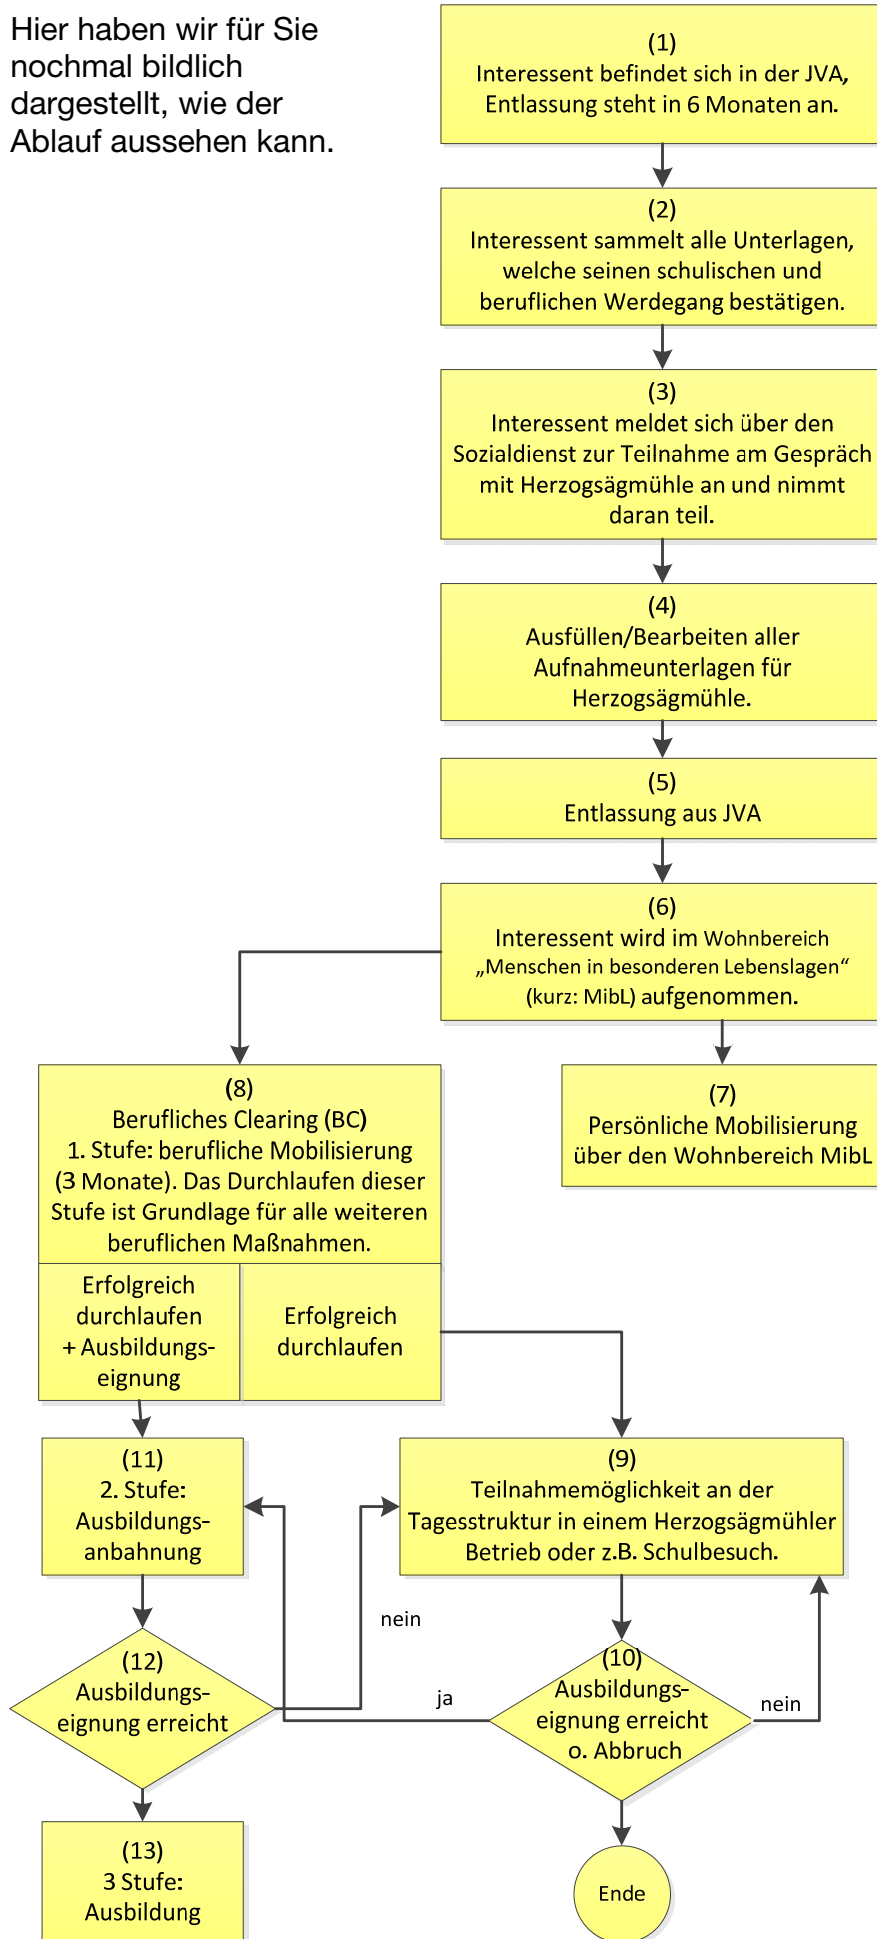 Hier haben wir für Sie
nochmal bildlich
dargestellt, wie der
Ablauf aussehen kann.
(1)
Interessent befindet sich in der JVA,
Entlassung steht in 6 Monaten an.
(2)
Interessent sammelt alle Unterlagen,
welche seinen schulischen und
beruflichen Werdegang bestätigen.
(3)
Interessent meldet sich über den
Sozialdienst zur Teilnahme am Gespräch
mit Herzogsägmühle an und nimmt
daran teil.
(4)
Ausfüllen/Bearbeiten aller
Aufnahmeunterlagen für
Herzogsägmühle.
(5)
Entlassung aus JVA
(6)
Interessent wird im Wohnbereich
„Menschen in besonderen Lebenslagen“
(kurz: MibL) aufgenommen.
(7)
Persönliche Mobilisierung
über den Wohnbereich MibL
(8)
Berufliches Clearing (BC)
1. Stufe: berufliche Mobilisierung
(3 Monate). Das Durchlaufen dieser
Stufe ist Grundlage für alle weiteren
beruflichen Maßnahmen.
Erfolgreich
durchlaufen
+ Ausbildungs-
eignung
Erfolgreich
durchlaufen
(11)
2. Stufe:
Ausbildungs-
anbahnung
(9)
Teilnahmemöglichkeit an der
Tagesstruktur in einem Herzogsägmühler
Betrieb oder z.B. Schulbesuch.
nein
(12)
Ausbildungs-
eignung erreicht
ja
(10)
Ausbildungs-
eignung erreicht
o. Abbruch
nein
(13)
3 Stufe:
Ausbildung
Ende